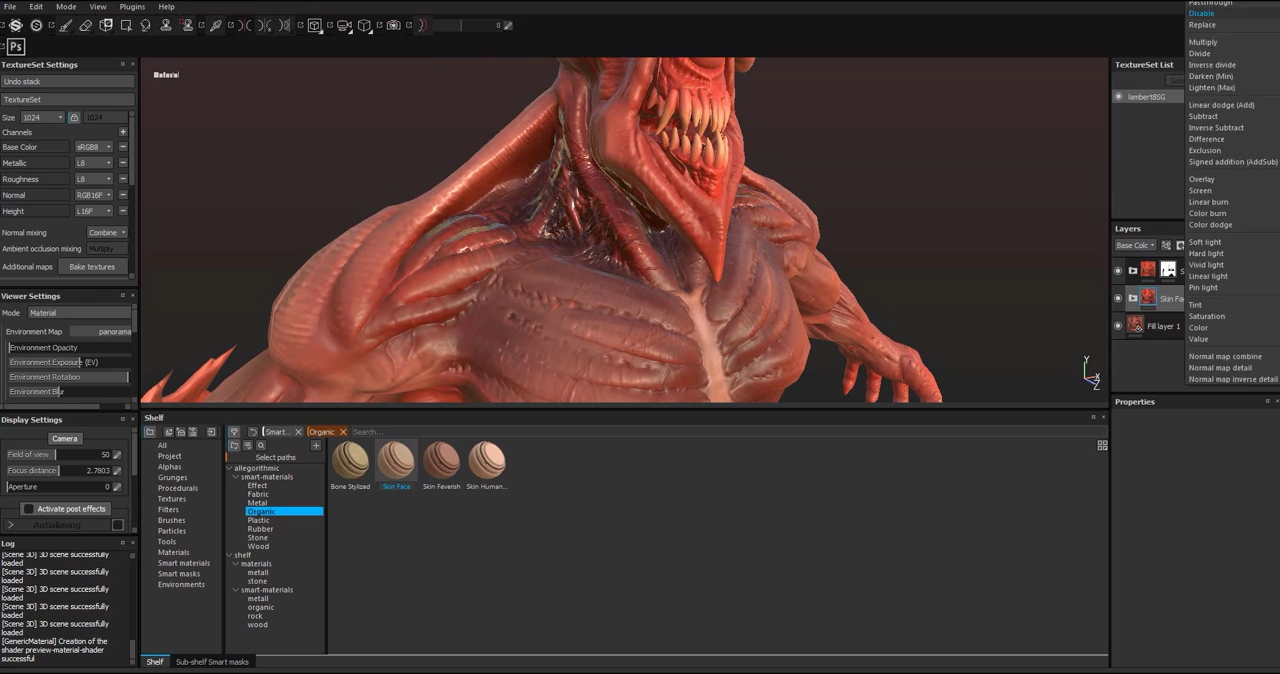 File Edit Mode View Plugins Help
8
Ps
TextureSet Settings
Undo stack
TextureSet
Size 1024 1024
Channels
Base Color sRGB8
Metallic L8
Roughness L8
Normal RGB16F
Height L16F
Normal mixing Combine
Ambient occlusion mixing Multiply
Additional maps Bake textures
Viewer Settings
Mode Material
Environment Map panorama
Environment Opacity
Environment Exposure (EV)
Environment Rotation
Environment Blur
Display Settings
Camera
Field of view 50
Focus distance 2.7803
Aperture 0
Activate post effects
Antialiasing
Log
[Scene 3D] 3D scene successfully
loaded
[Scene 3D] 3D scene successfully
loaded
[Scene 3D] 3D scene successfully
loaded
[Scene 3D] 3D scene successfully
loaded
[Scene 3D] 3D scene successfully
loaded
[GenericMaterial] Creation of the
shader preview-material-shader
successful
Material
Y
X
Z
Shelf
Smart... Organic Search...
All
Project
Alphas
Grunges
Procedurals
Textures
Filters
Brushes
Particles
Tools
Materials
Smart materials
Smart masks
Environments
Select paths
allegorithmic
smart-materials
Effect
Fabric
Metal
Organic
Plastic
Rubber
Stone
Wood
shelf
materials
metall
stone
smart-materials
metall
organic
rock
wood
Bone Stylized Skin Face Skin Feverish Skin Human...
Shelf Sub-shelf Smart masks
TextureSet List
lambert8SG
Layers
Base Colc
S
Skin Fa
Fill layer 1
Properties
Passthrough
Disable
Replace
Multiply
Divide
Inverse divide
Darken (Min)
Lighten (Max)
Linear dodge (Add)
Subtract
Inverse Subtract
Difference
Exclusion
Signed addition (AddSub)
Overlay
Screen
Linear burn
Color burn
Color dodge
Soft light
Hard light
Vivid light
Linear light
Pin light
Tint
Saturation
Color
Value
Normal map combine
Normal map detail
Normal map inverse detail